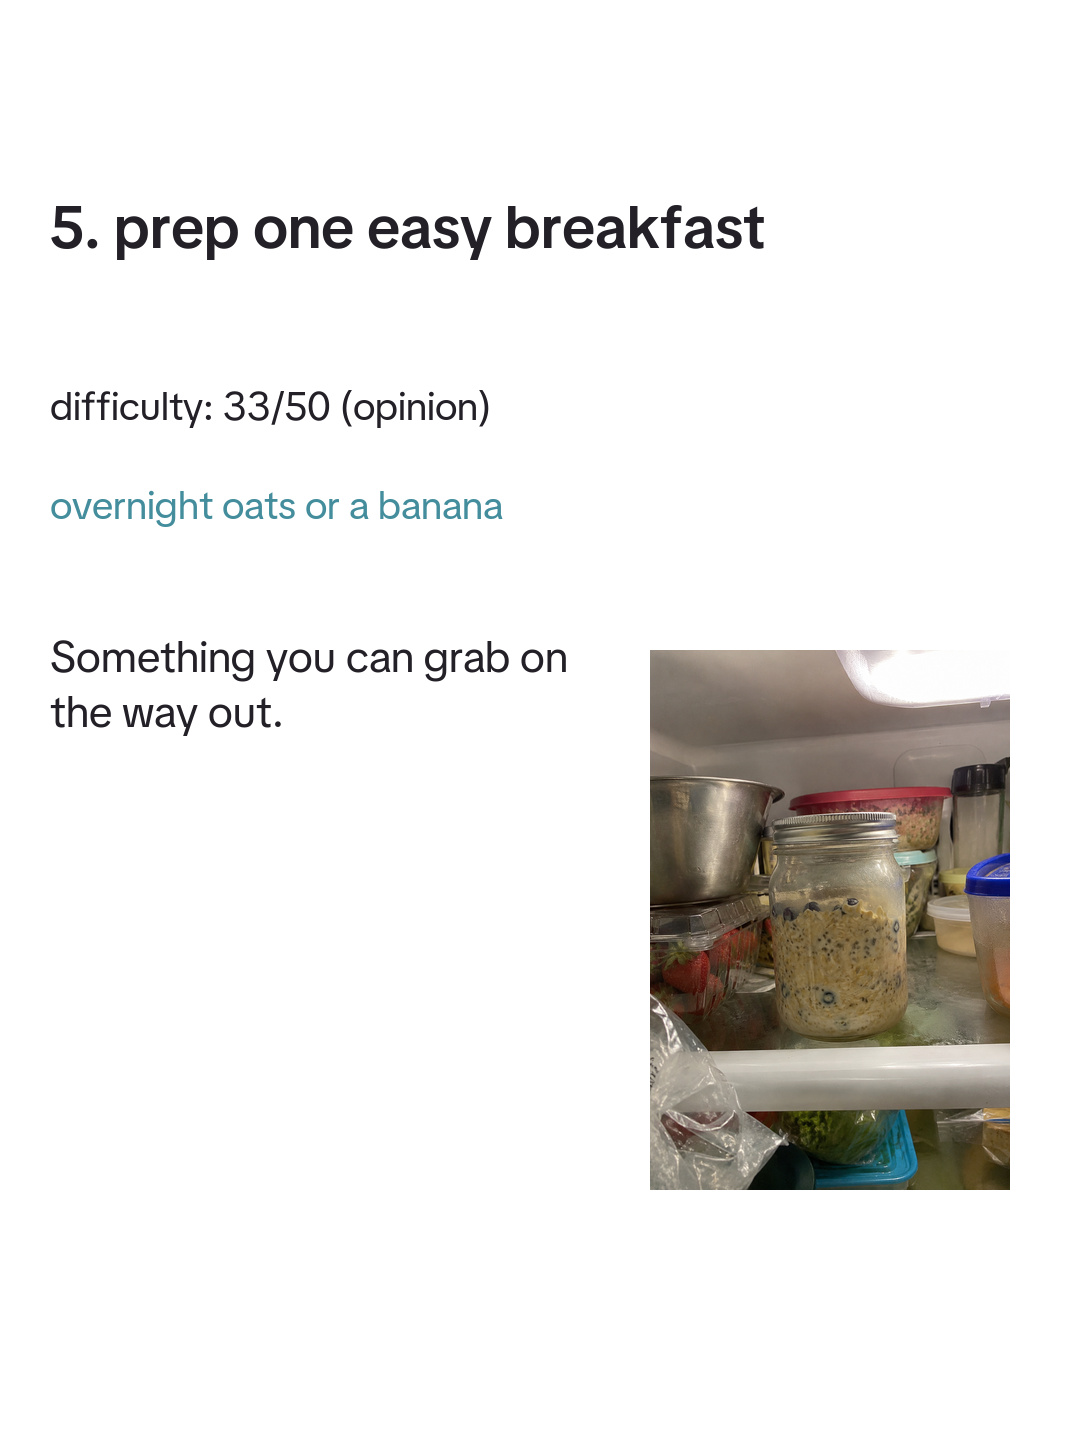 5. prep one easy breakfast
difficulty: 33/50 (opinion)
overnight oats or a banana
Something you can grab on
the way out.